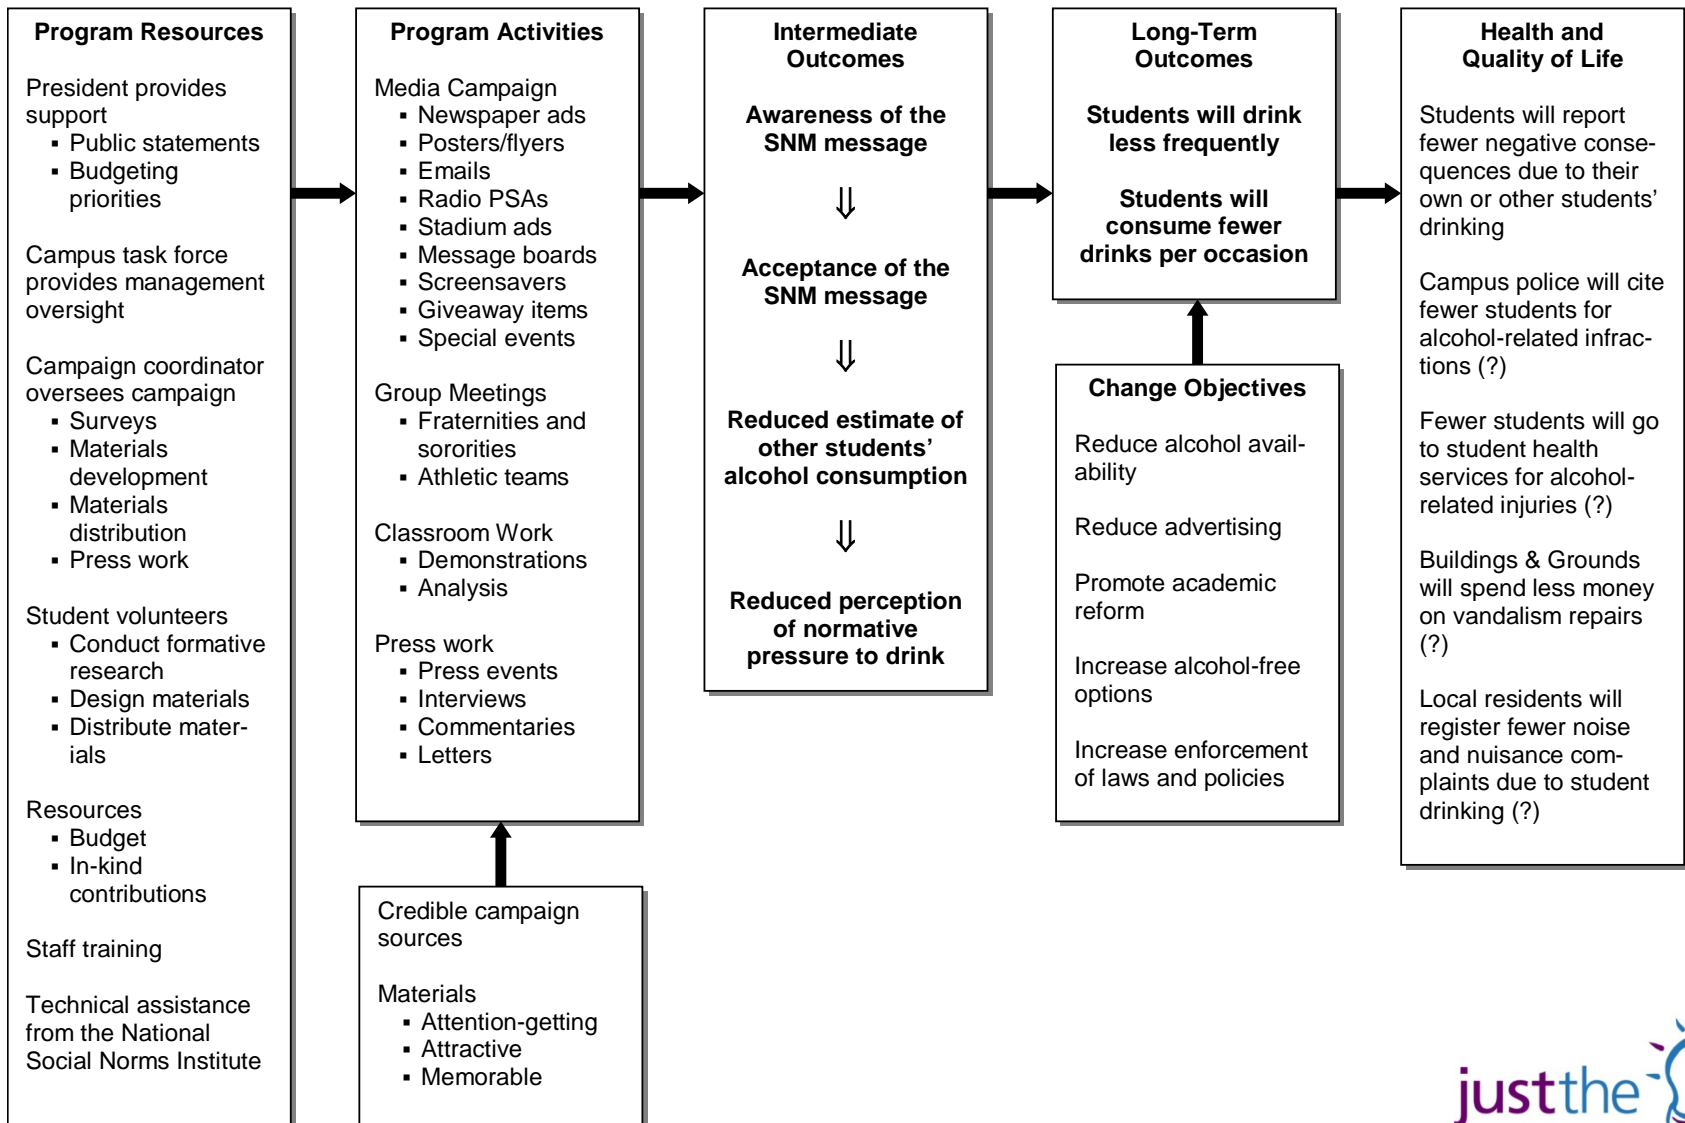 Program Resources
President provides
support
▪ Public statements
▪ Budgeting
priorities
Campus task force
provides management
oversight
Campaign coordinator
oversees campaign
▪ Surveys
▪ Materials
development
▪ Materials
distribution
▪ Press work
Student volunteers
▪ Conduct formative
research
▪ Design materials
▪ Distribute mater-
ials
Resources
▪ Budget
▪ In-kind
contributions
Staff training
Technical assistance
from the National
Social Norms Institute
Program Activities
Media Campaign
▪ Newspaper ads
▪ Posters/flyers
▪ Emails
▪ Radio PSAs
▪ Stadium ads
▪ Message boards
▪ Screensavers
▪ Giveaway items
▪ Special events
Group Meetings
▪ Fraternities and
sororities
▪ Athletic teams
Classroom Work
▪ Demonstrations
▪ Analysis
Press work
▪ Press events
▪ Interviews
▪ Commentaries
▪ Letters
Credible campaign
sources
Materials
▪ Attention-getting
▪ Attractive
▪ Memorable
Intermediate
Outcomes
Awareness of the
SNM message
⇓
Acceptance of the
SNM message
⇓
Reduced estimate of
other students'
alcohol consumption
⇓
Reduced perception
of normative
pressure to drink
Long-Term
Outcomes
Students will drink
less frequently
Students will
consume fewer
drinks per occasion
Change Objectives
Reduce alcohol avail-
ability
Reduce advertising
Promote academic
reform
Increase alcohol-free
options
Increase enforcement
of laws and policies
Health and
Quality of Life
Students will report
fewer negative conse-
quences due to their
own or other students'
drinking
Campus police will cite
fewer students for
alcohol-related infrac-
tions (?)
Fewer students will go
to student health
services for alcohol-
related injuries (?)
Buildings & Grounds
will spend less money
on vandalism repairs
(?)
Local residents will
register fewer noise
and nuisance com-
plaints due to student
drinking (?)
justthe